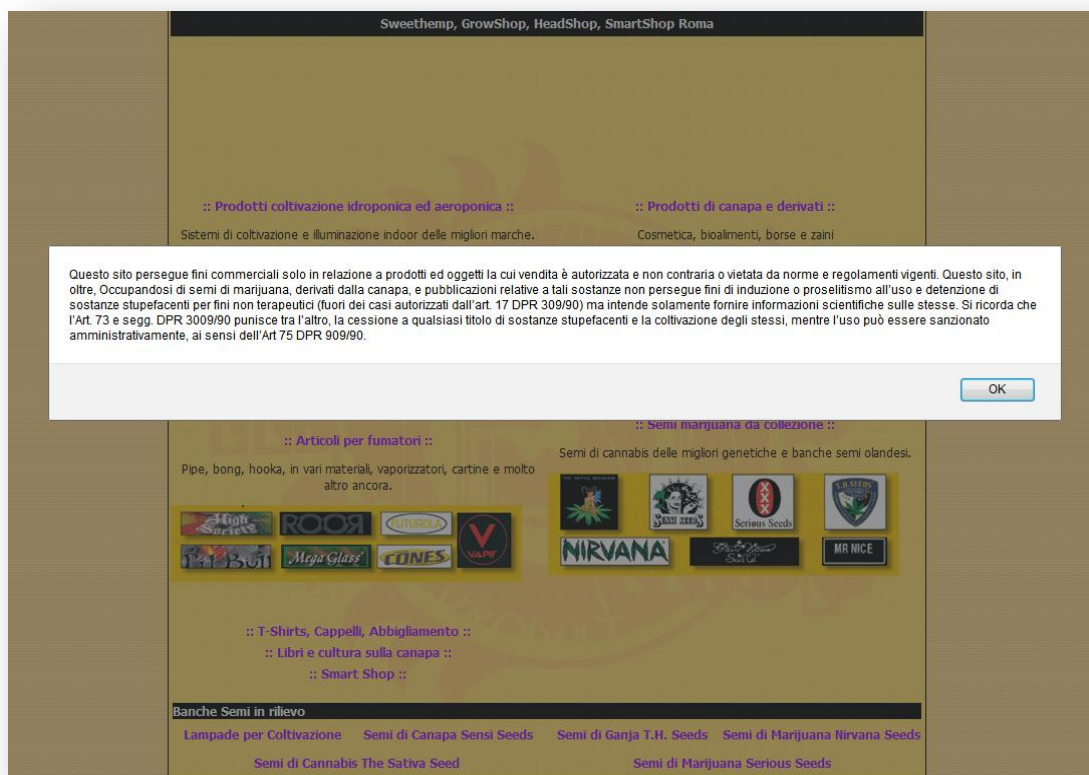 Sweethemp, GrowShop, HeadShop, SmartShop Roma
:: Prodotti coltivazione idroponica ed aeroponica ::
Sistemi di coltivazione e illuminazione indoor delle migliori marche.
:: Prodotti di canapa e derivati ::
Cosmetica, bioalimenti, borse e zaini
Questo sito persegue fini commerciali solo in relazione a prodotti ed oggetti la cui vendita è autorizzata e non contraria o vietata da norme e regolamenti vigenti. Questo sito, in
oltre, Occupandosi di semi di marijuana, derivati dalla canapa, e pubblicazioni relative a tali sostanze non persegue fini di induzione o proselitismo all'uso e detenzione di
sostanze stupefacenti per fini non terapeutici (fuori dei casi autorizzati dall'art. 17 DPR 309/90) ma intende solamente fornire informazioni scientifiche sulle stesse. Si ricorda che
l'Art. 73 e segg. DPR 3009/90 punisce tra l'altro, la cessione a qualsiasi titolo di sostanze stupefacenti e la coltivazione degli stessi, mentre l'uso può essere sanzionato
amministrativamente, ai sensi dell'Art 75 DPR 909/90.
OK
:: Articoli per fumatori ::
Pipe, bong, hooka, in vari materiali, vaporizzatori, cartine e molto
altro ancora.
High Society
ROOR
FUTUROLA
VAPIR
Mega Glass
CONES
:: Semi marijuana da collezione ::
Semi di cannabis delle migliori genetiche e banche semi olandesi.
SENSI SEEDS
XXX
Serious Seeds
T.H.SEEDS
NIRVANA
MR NICE
:: T-Shirts, Cappelli, Abbigliamento ::
:: Libri e cultura sulla canapa ::
:: Smart Shop ::
Banche Semi in rilievo
Lampade per Coltivazione Semi di Canapa Sensi Seeds Semi di Ganja T.H. Seeds Semi di Marijuana Nirvana Seeds
Semi di Cannabis The Sativa Seed Semi di Marijuana Serious Seeds